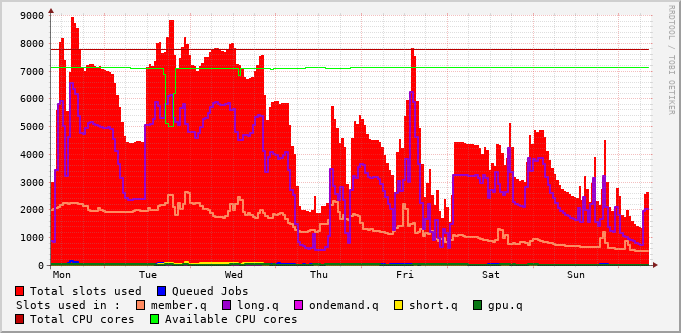 9000
8000
7000
6000
5000
4000
3000
2000
1000
0
Mon Tue Wed Thu Fri Sat Sun
RRDTOOL / TOBI OETIKER
Total slots used Queued Jobs
Slots used in : member.q long.q ondemand.q short.q gpu.q
Total CPU cores Available CPU cores